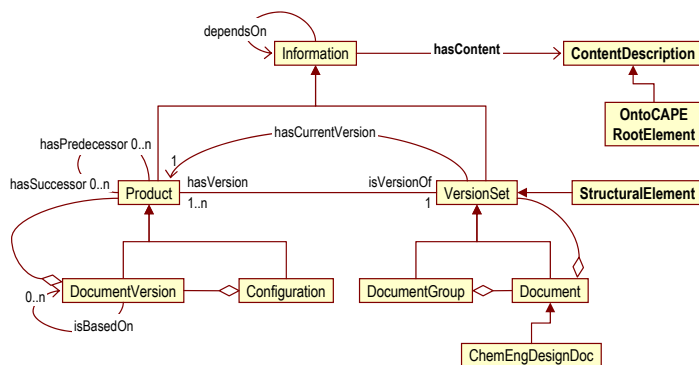 dependsOn
Information
hasContent
ContentDescription
OntoCAPE
RootElement
hasPredecessor 0..n
hasCurrentVersion
1
hasSuccessor 0..n
Product
hasVersion
isVersionOf
VersionSet
StructuralElement
1..n
1
DocumentVersion
Configuration
DocumentGroup
Document
0..n
isBasedOn
ChemEngDesignDoc